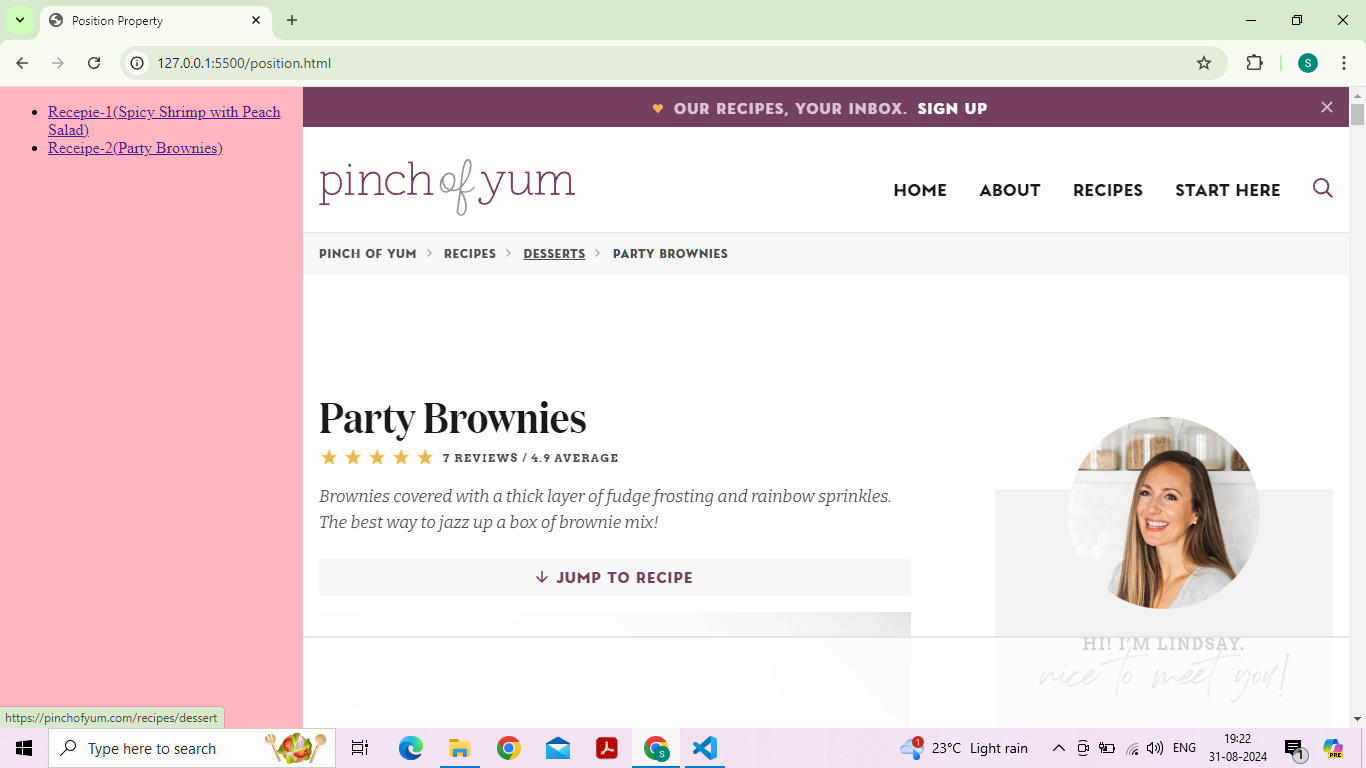 Position Property
127.0.0.1:5500/position.html
S
Recepie-1(Spicy Shrimp with Peach
Salad)
Receipe-2(Party Brownies)
OUR RECIPES, YOUR INBOX. SIGN UP
pinch of yum
HOME ABOUT RECIPES START HERE
PINCH OF YUM RECIPES DESSERTS PARTY BROWNIES
Party Brownies
7 REVIEWS / 4.9 AVERAGE
Brownies covered with a thick layer of fudge frosting and rainbow sprinkles.
The best way to jazz up a box of brownie mix!
JUMP TO RECIPE
HI! I'M LINDSAY.
nice to meet you!
https://pinchofyum.com/recipes/dessert
Type here to search
S
1
23°C Light rain
ENG
19:22
31-08-2024
1
PRE